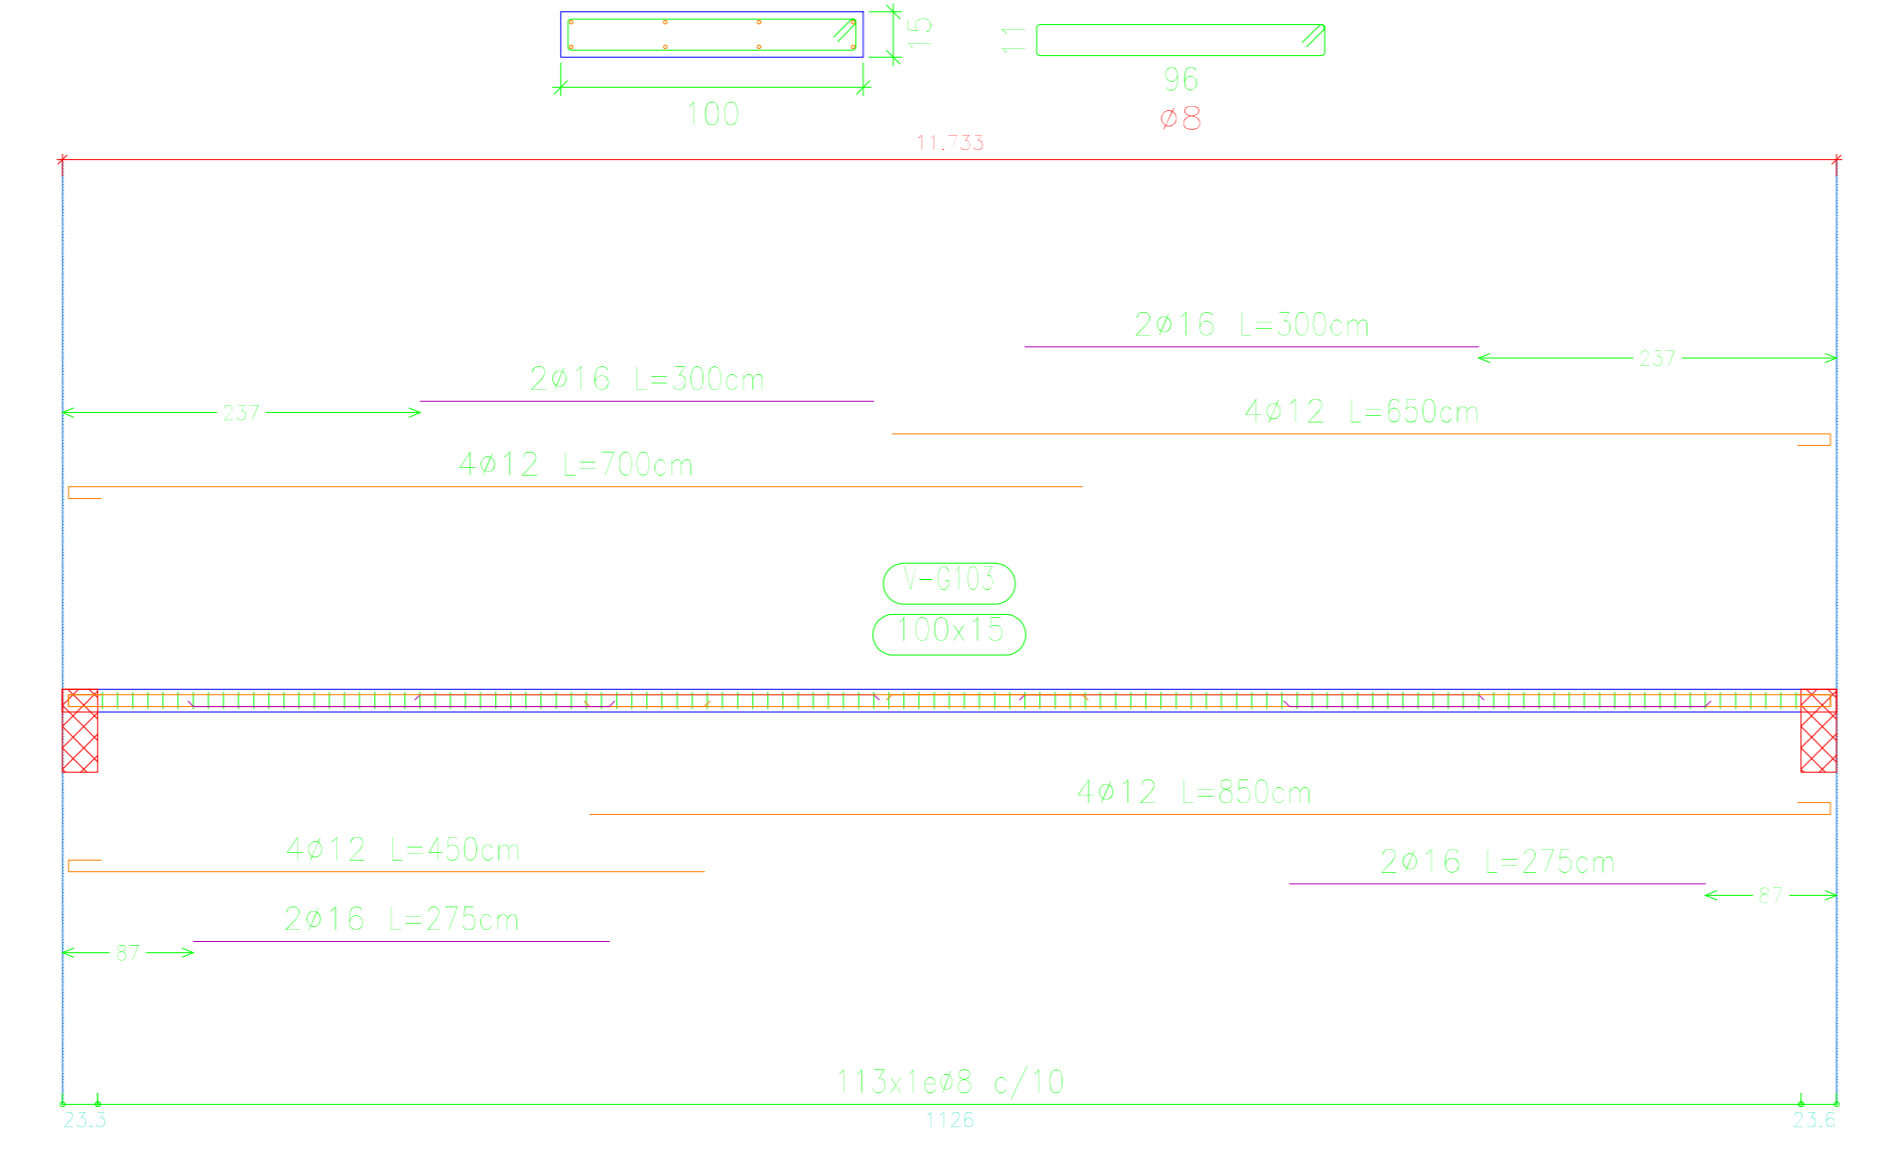 15
11
96
100
ø8
11.733
2ø16 L=300cm
237
2ø16 L=300cm
237
4ø12 L=650cm
4ø12 L=700cm
V-G103
100x15
4ø12 L=850cm
4ø12 L=450cm
2ø16 L=275cm
87
2ø16 L=275cm
87
113x1eø8 c/10
23.3 1126 23.6